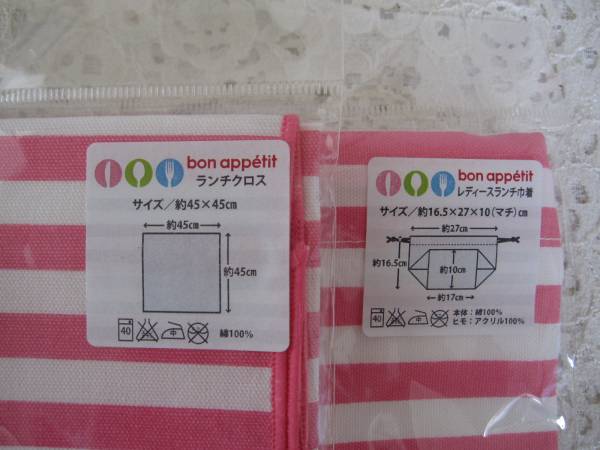 bon appétit
ランチクロス
サイズ／約45×45㎝
約45㎝
約45㎝
40
中
綿100%
bon appétit
レディースランチ巾着
サイズ／約16.5×27×10（マチ）㎝
約27㎝
約16.5㎝
約10㎝
約17㎝
40
中
本体：綿100%
ヒモ：アクリル100%